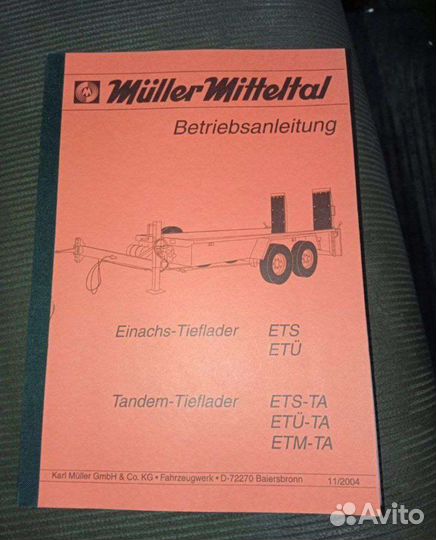 Müller Mitteltal
Betriebsanleitung
Einachs-Tieflader ETS
ETÜ
Tandem-Tieflader ETS-TA
ETÜ-TA
ETM-TA
Karl Müller GmbH & Co. KG • Fahrzeugwerk • D-72270 Baiersbronn 11/2004
Avito